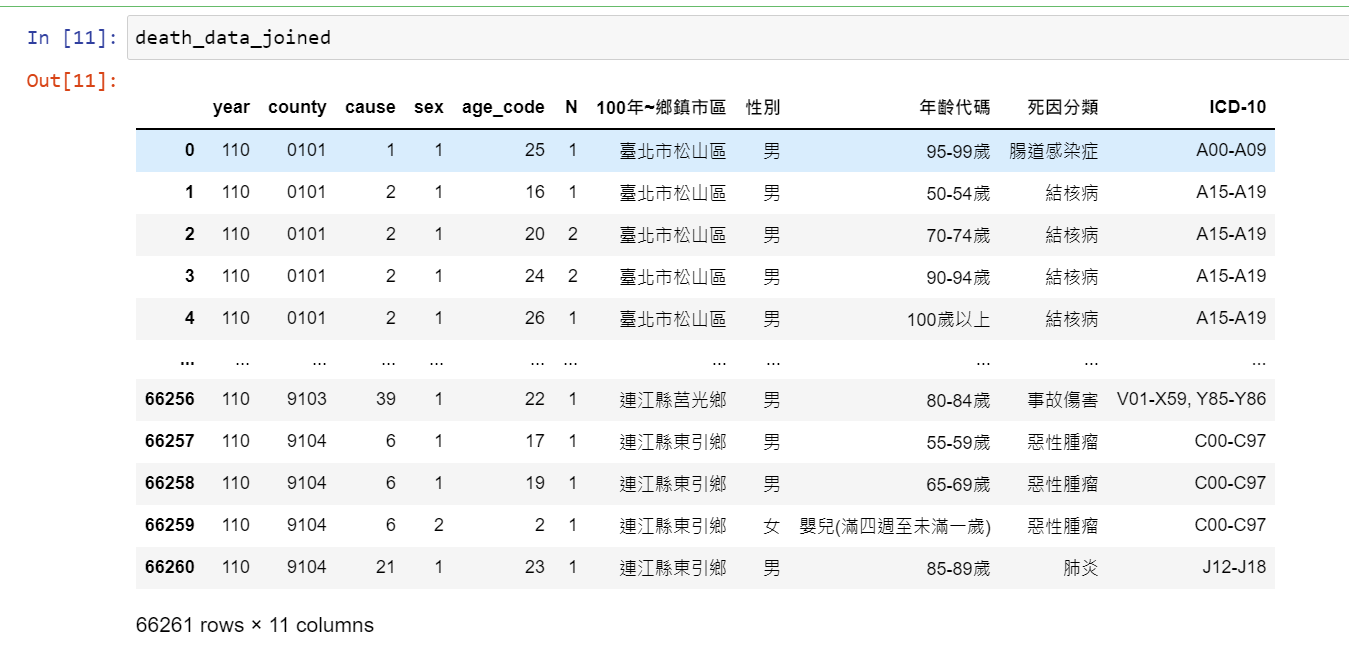 In [11]: death_data_joined
Out[11]:
year county cause sex age_code N 100年~鄉鎮市區 性別 年齡代碼 死因分類 ICD-10
0 110 0101 1 1 25 1 臺北市松山區 男 95-99歲 腸道感染症 A00-A09
1 110 0101 2 1 16 1 臺北市松山區 男 50-54歲 結核病 A15-A19
2 110 0101 2 1 20 2 臺北市松山區 男 70-74歲 結核病 A15-A19
3 110 0101 2 1 24 2 臺北市松山區 男 90-94歲 結核病 A15-A19
4 110 0101 2 1 26 1 臺北市松山區 男 100歲以上 結核病 A15-A19
... ... ... ... ... ... ... ... ... ... ... ...
66256 110 9103 39 1 22 1 連江縣莒光鄉 男 80-84歲 事故傷害 V01-X59, Y85-Y86
66257 110 9104 6 1 17 1 連江縣東引鄉 男 55-59歲 惡性腫瘤 C00-C97
66258 110 9104 6 1 19 1 連江縣東引鄉 男 65-69歲 惡性腫瘤 C00-C97
66259 110 9104 6 2 2 1 連江縣東引鄉 女 嬰兒(滿四週至未滿一歲) 惡性腫瘤 C00-C97
66260 110 9104 21 1 23 1 連江縣東引鄉 男 85-89歲 肺炎 J12-J18
66261 rows × 11 columns